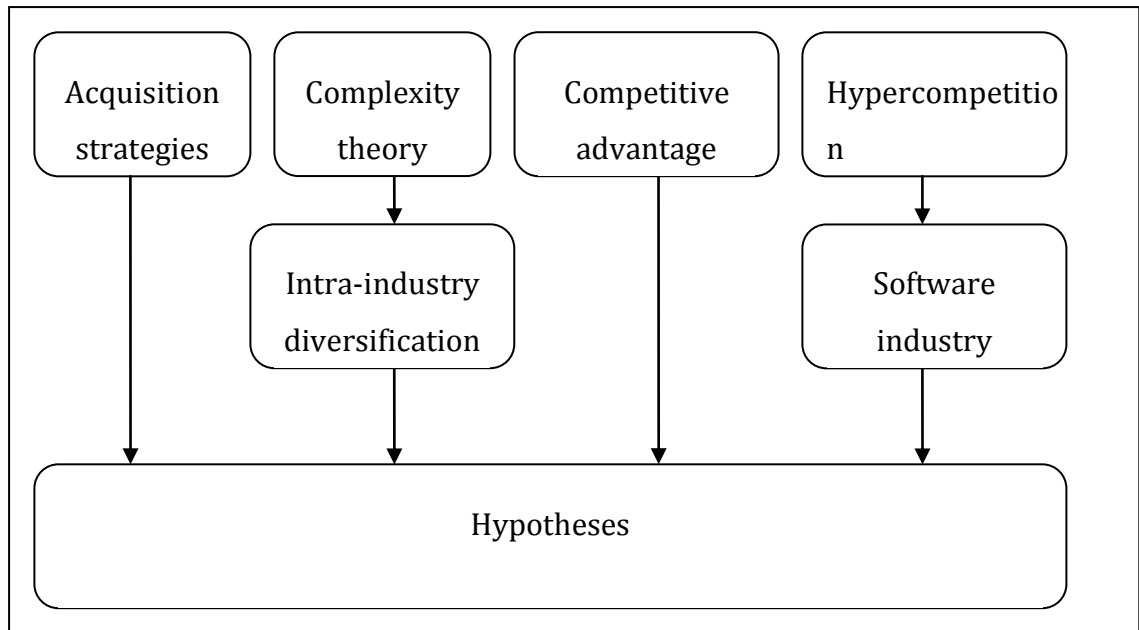 Acquisition
strategies
Complexity
theory
Competitive
advantage
Hypercompetitio
n
Intra-industry
diversification
Software
industry
Hypotheses